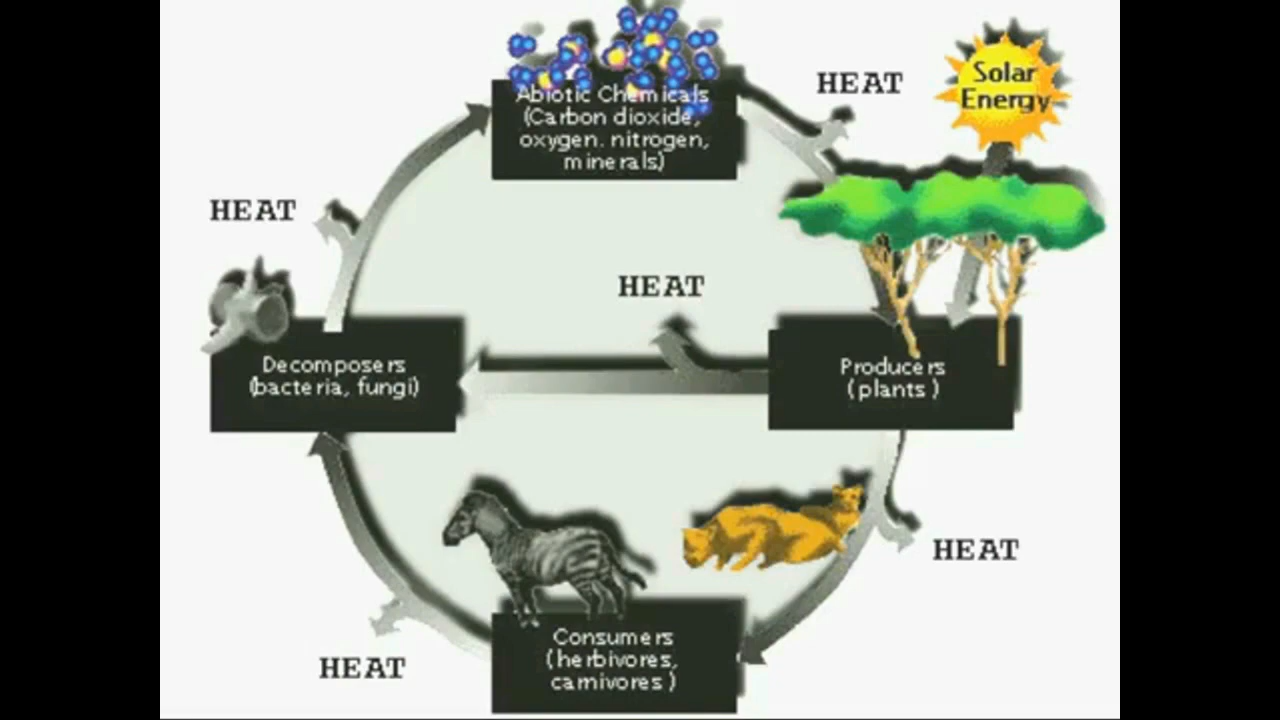 Abiotic Chemicals
(Carbon dioxide,
oxygen. nitrogen,
minerals)
HEAT
Solar
Energy
HEAT
HEAT
Decomposers
(bacteria, fungi)
Producers
(plants)
HEAT
Consumers
(herbivores,
carnivores)
HEAT